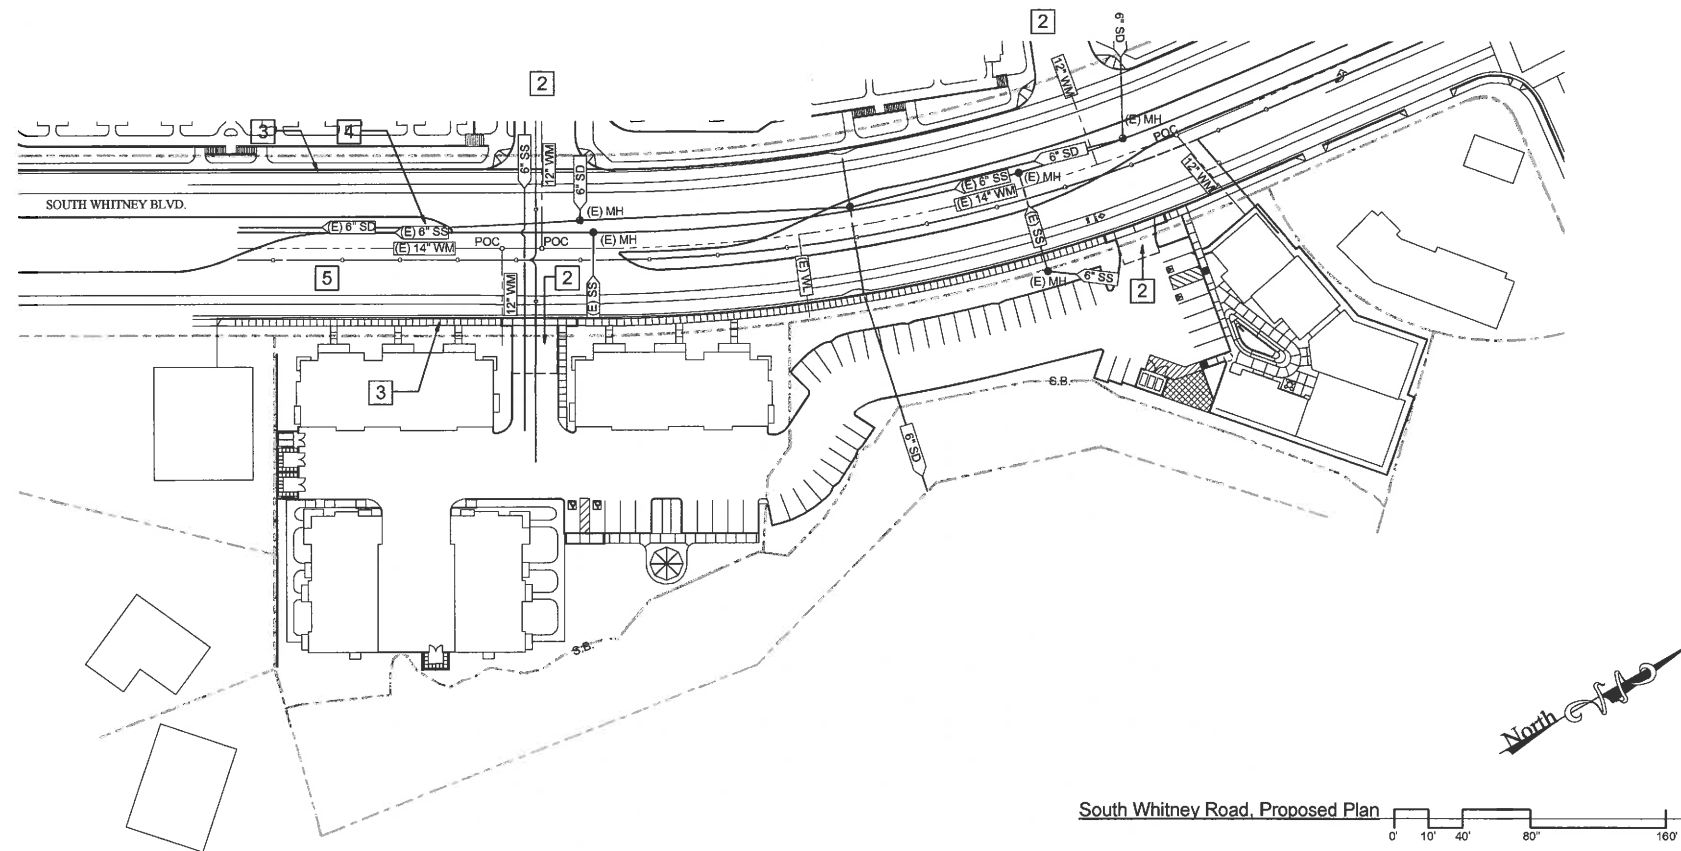 2
6" SD
12" WM
2
3
4
6" SS
12" WM
6" SD
(E) MH
POC
6" SD
12" WM
(E) 6" SS
(E) MH
(E) 14" WM
SOUTH WHITNEY BLVD.
(E) MH
(E) 6" SD
(E) 6" SS
(E) MH
(E) SS
(E) 14" WM
POC
POC
5
12" WM
2
(E) SS
(E) WL
(E) MH
6" SS
2
3
S.B.
6" SD
S.B.
North
South Whitney Road, Proposed Plan
0' 10' 40' 80" 160'